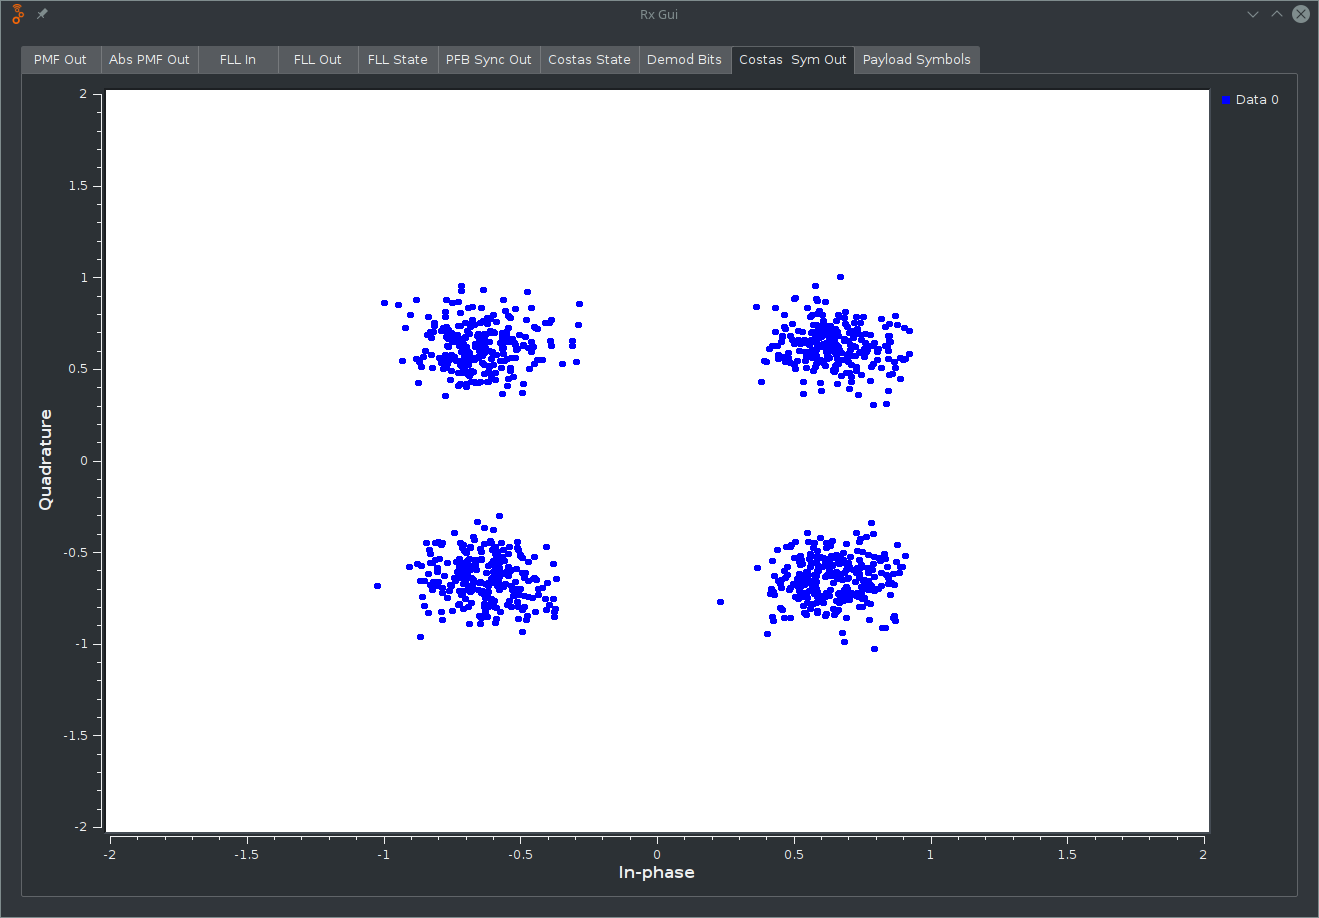 Rx Gui
PMF Out
Abs PMF Out
FLL In
FLL Out
FLL State
PFB Sync Out
Costas State
Demod Bits
Costas  Sym Out
Payload Symbols
Data 0
2
1.5
1
0.5
0
-0.5
-1
-1.5
-2
Quadrature
-2
-1.5
-1
-0.5
0
0.5
1
1.5
2
In-phase